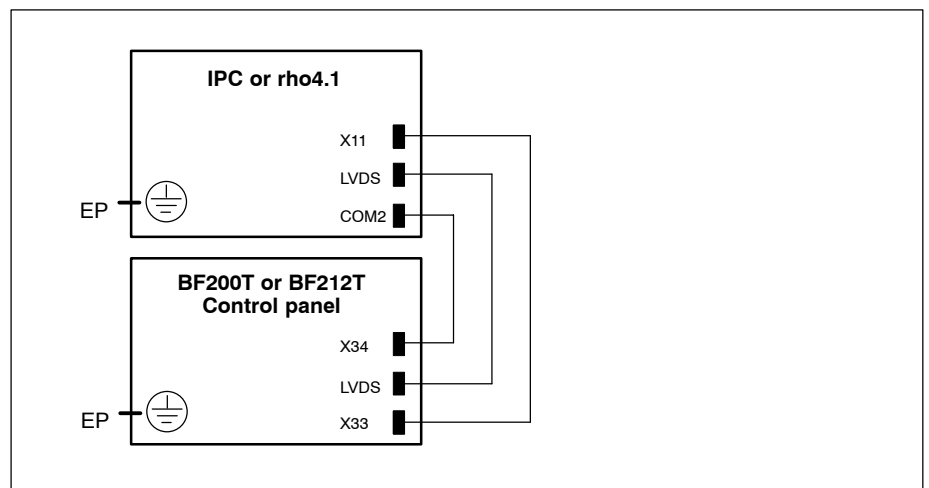 IPC or rho4.1
X11
LVDS
COM2
EP
BF200T or BF212T
Control panel
X34
LVDS
X33
EP